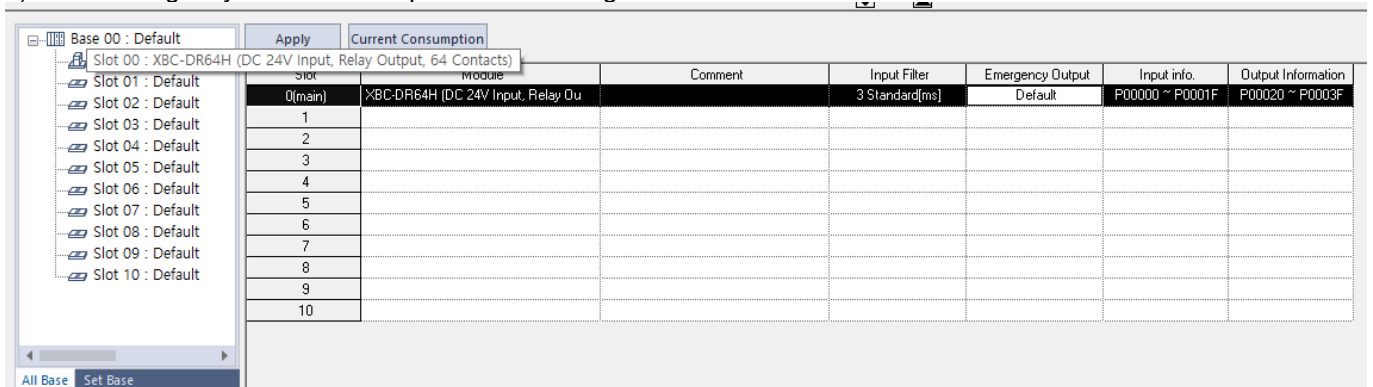 Base 00 : Default
Apply
Current Consumption
Slot 00 : XBC-DR64H (DC 24V Input, Relay Output, 64 Contacts)
Slot 01 : Default
Slot 02 : Default
Slot 03 : Default
Slot 04 : Default
Slot 05 : Default
Slot 06 : Default
Slot 07 : Default
Slot 08 : Default
Slot 09 : Default
Slot 10 : Default
Slot Module Comment Input Filter Emergency Output Input info. Output Information
0(main) XBC-DR64H (DC 24V Input, Relay Ou 3 Standard[ms] Default P00000 ~ P0001F P00020 ~ P0003F
1
2
3
4
5
6
7
8
9
10
All Base Set Base